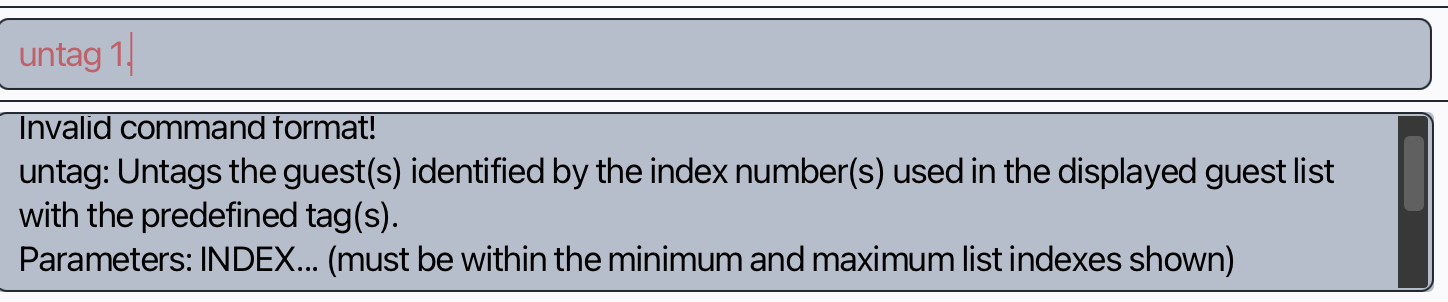 untag 1.
Invalid command format!
untag: Untags the guest(s) identified by the index number(s) used in the displayed guest list
with the predefined tag(s).
Parameters: INDEX... (must be within the minimum and maximum list indexes shown)